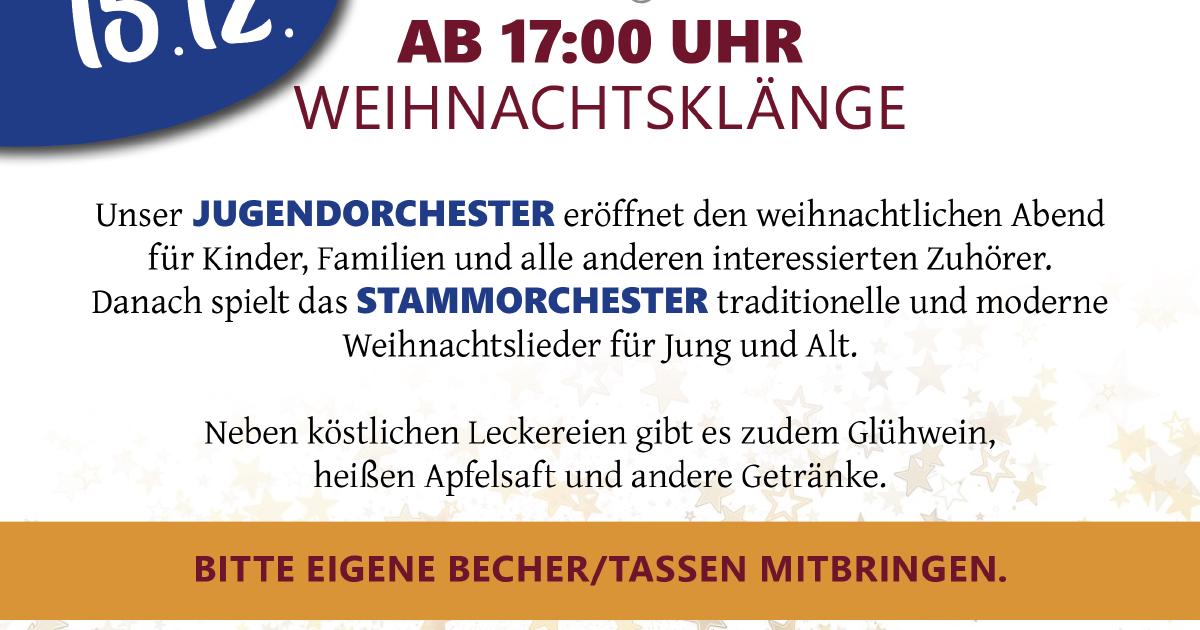 15.12.
AB 17:00 UHR
WEIHNACHTSKLÄNGE
Unser JUGENDORCHESTER eröffnet den weihnachtlichen Abend
für Kinder, Familien und alle anderen interessierten Zuhörer.
Danach spielt das STAMMORCHESTER traditionelle und moderne
Weihnachtslieder für Jung und Alt.
Neben köstlichen Leckereien gibt es zudem Glühwein,
heißen Apfelsaft und andere Getränke.
BITTE EIGENE BECHER/TASSEN MITBRINGEN.